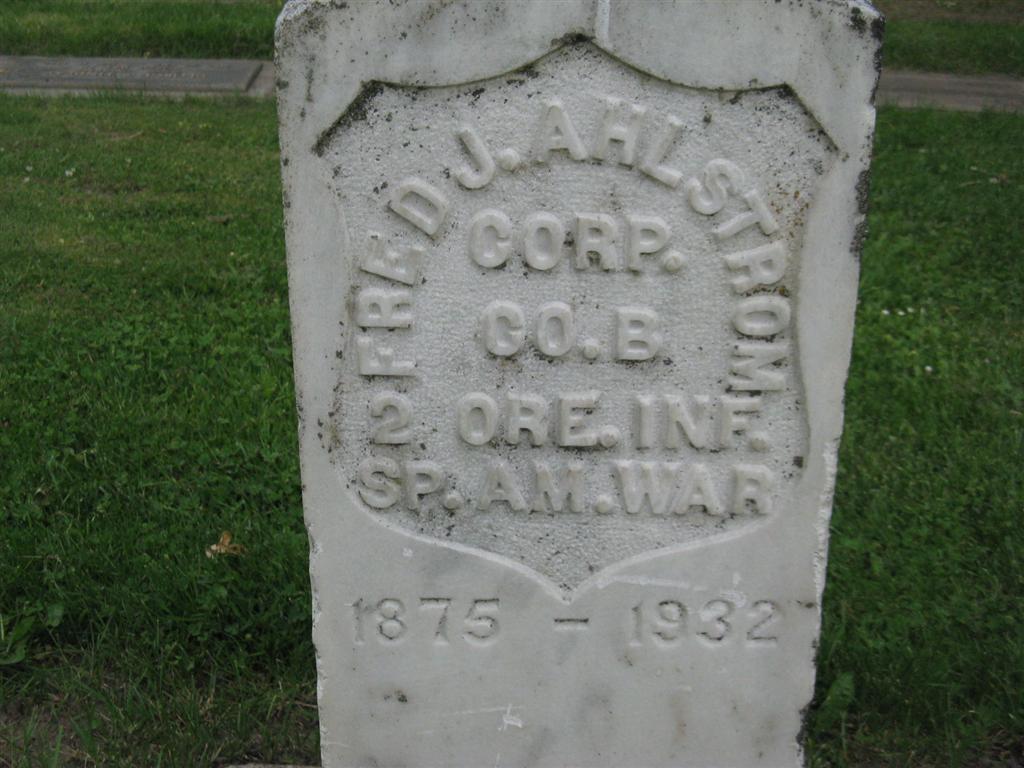 FRED J. AHLSTROM
CORP.
CO. B
2 ORE. INF.
SP. AM. WAR
1875 - 1932